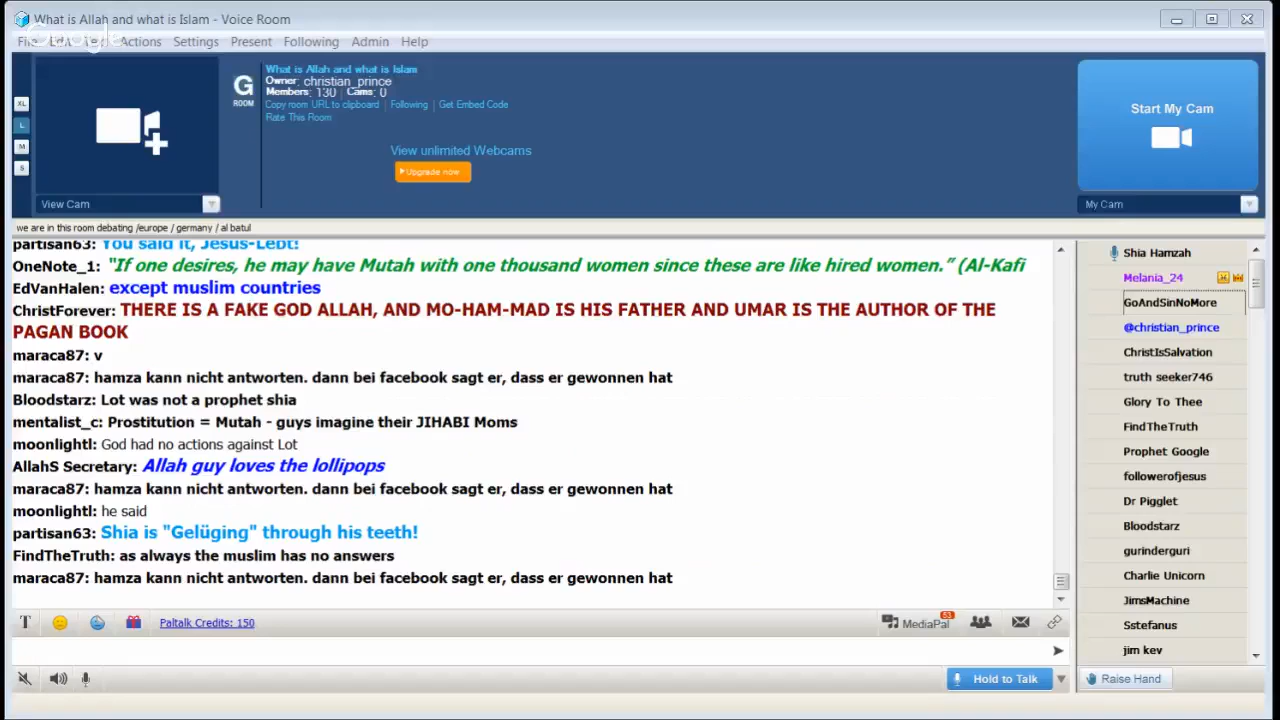 What is Allah and what is Islam - Voice Room
Google
Actions Settings Present Following Admin Help
XL
L
M
S
G
ROOM
What is Allah and what is Islam
Owner: christian_prince
Members: 130 Cams: 0
Copy room URL to clipboard | Following | Get Embed Code
Rate This Room
View unlimited Webcams
Upgrade now
Start My Cam
View Cam
My Cam
we are in this room debating /europe / germany / al batul
partisan63: You said it, Jesus-Lebt!
OneNote_1: "If one desires, he may have Mutah with one thousand women since these are like hired women.” (Al-Kafi
EdVanHalen: except muslim countries
ChristForever: THERE IS A FAKE GOD ALLAH, AND MO-HAM-MAD IS HIS FATHER AND UMAR IS THE AUTHOR OF THE
PAGAN BOOK
maraca87: v
maraca87: hamza kann nicht antworten. dann bei facebook sagt er, dass er gewonnen hat
Bloodstarz: Lot was not a prophet shia
mentalist_c: Prostitution = Mutah - guys imagine their JIHABI Moms
moonlightl: God had no actions against Lot
AllahS Secretary: Allah guy loves the lollipops
maraca87: hamza kann nicht antworten. dann bei facebook sagt er, dass er gewonnen hat
moonlightl: he said
partisan63: Shia is "Gelüging" through his teeth!
FindTheTruth: as always the muslim has no answers
maraca87: hamza kann nicht antworten. dann bei facebook sagt er, dass er gewonnen hat
Shia Hamzah
Melania_24
GoAndSinNoMore
@christian_prince
ChristIsSalvation
truth seeker746
Glory To Thee
FindTheTruth
Prophet Google
followerofjesus
Dr Pigglet
Bloodstarz
gurinderguri
Charlie Unicorn
JimsMachine
Sstefanus
jim kev
T
Paltalk Credits: 150
MediaPal
53
Hold to Talk
Raise Hand